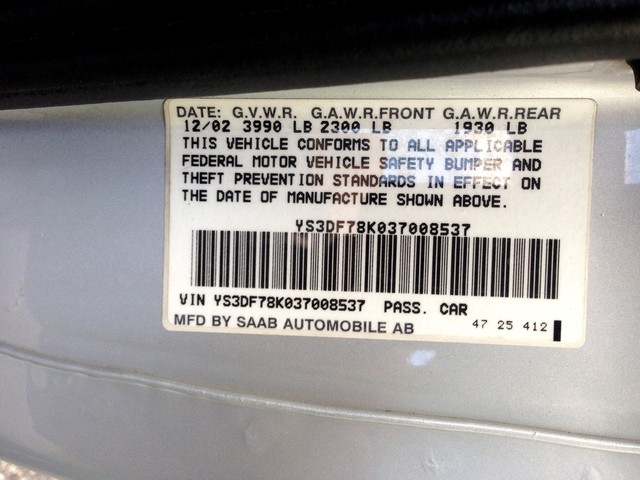 DATE: G.V.W.R. G.A.W.R.FRONT G.A.W.R.REAR
12/02 3990 LB 2300 LB 1930 LB
THIS VEHICLE CONFORMS TO ALL APPLICABLE
FEDERAL MOTOR VEHICLE SAFETY BUMPER AND
THEFT PREVENTION STANDARDS IN EFFECT ON
THE DATE OF MANUFACTURE SHOWN ABOVE.
YS3DF78K037008537
VIN YS3DF78K037008537 PASS. CAR
MFD BY SAAB AUTOMOBILE AB 47 25 412